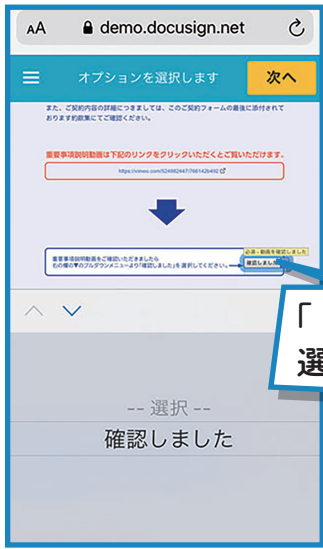 AA demo.docusign.net
オプションを選択します
次へ
また、ご契約内容の詳細につきましては、このご契約フォームの最後に添付されて
おります約款集にてご確認ください。
重要事項説明動画は下記のリンクをクリックいただくとご覧いただけます。
https://vimeo.com/524982447/766142b492
必須 - 動画を確認しました
重要事項説明動画をご確認いただきましたら
右の欄の▼のプルダウンメニューより「確認しました」を選択してください。
確認しました
「
選
-- 選択 --
確認しました